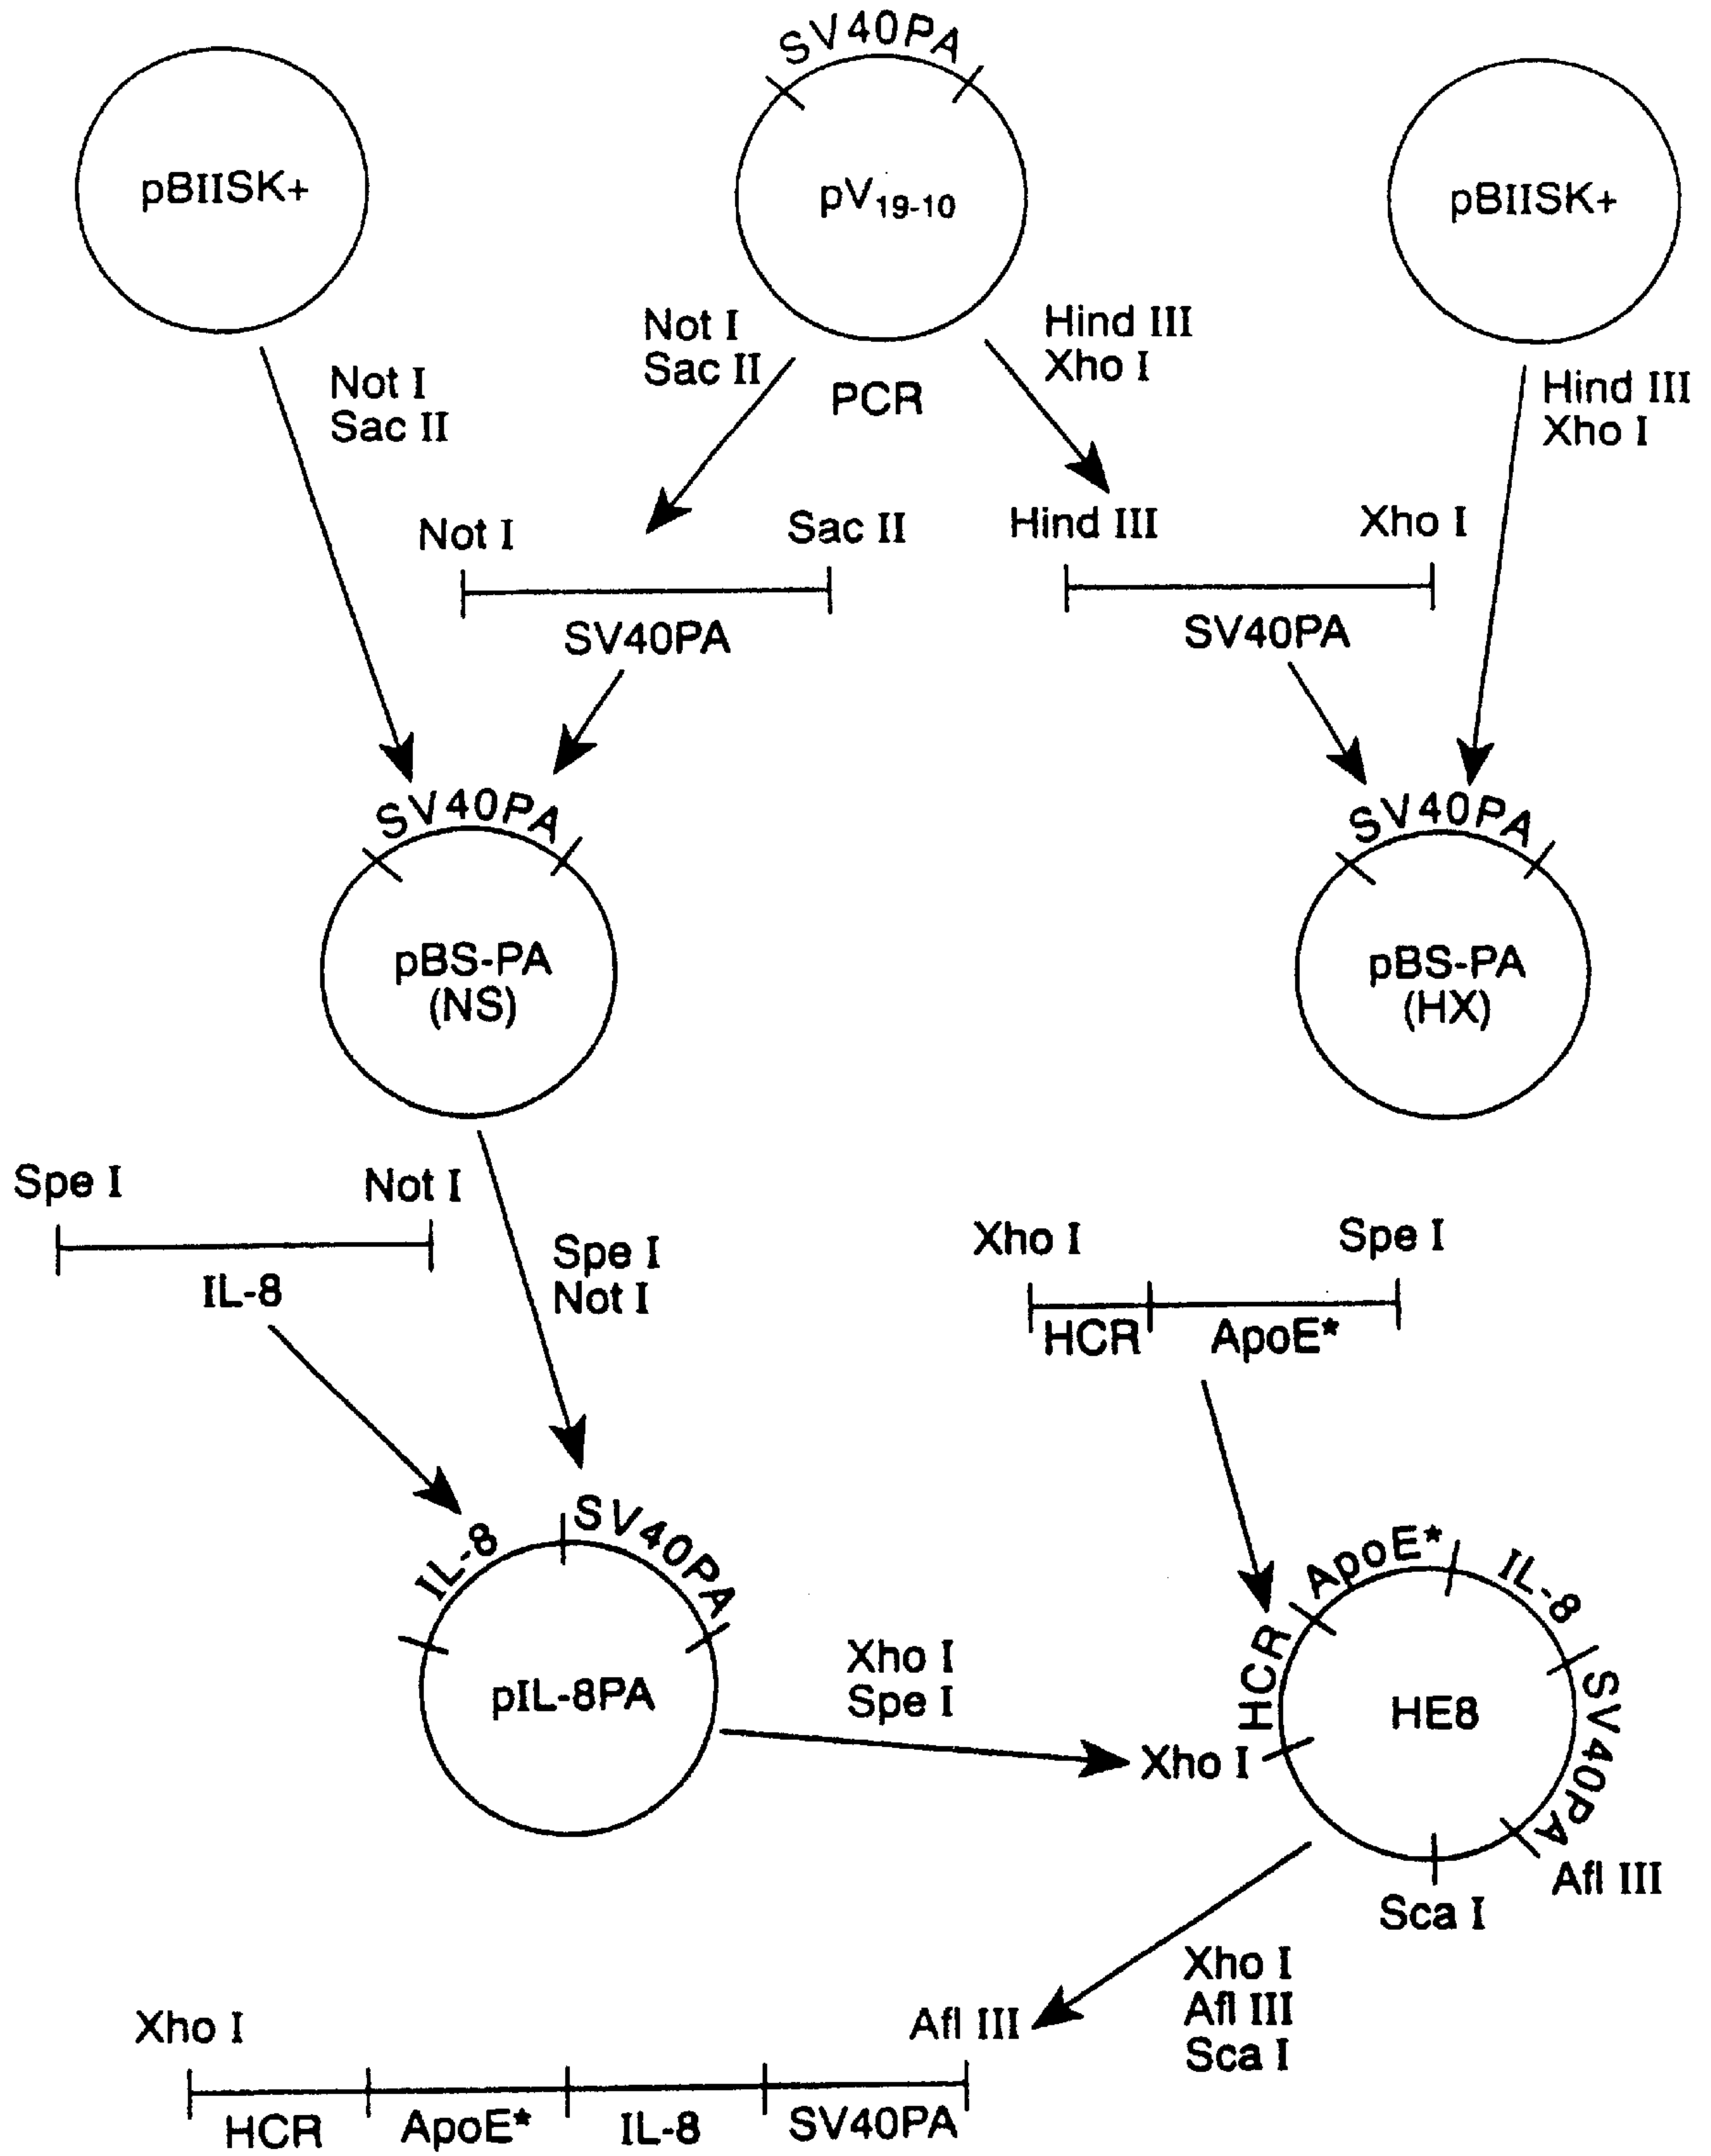 SV40PA
pBIISK+
pV19-10
pBIISK+
Not I
Sac II
Hind III
Xho I
PCR
Not I
Sac II
Hind III
Xho I
Not I
Sac II
Hind III
Xho I
SV40PA
SV40PA
SV40PA
SV40PA
pBS-PA
(NS)
pBS-PA
(HX)
Spe I
Not I
IL-8
Spe I
Not I
Xho I
Spe I
HCR
ApoE*
IL-8
SV40PA
pIL-8PA
Xho I
Spe I
HCR
ApoE*
IL-8
SV40PA
HE8
Xho I
Afl III
Sca I
Xho I
Afl III
Sca I
Xho I
Afl III
HCR
ApoE*
IL-8
SV40PA